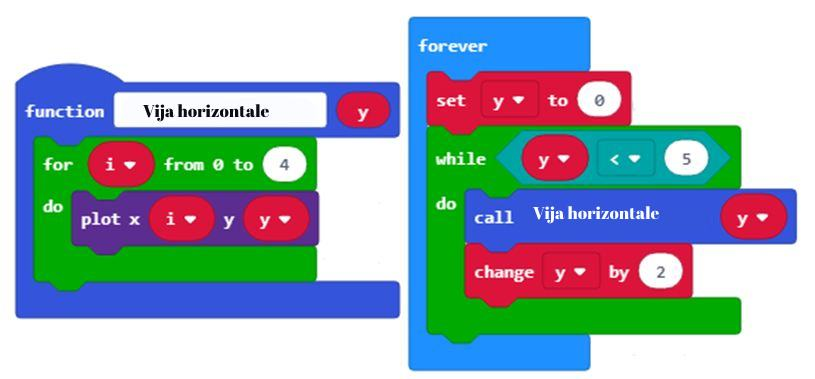 function Vija horizontale y
for i from 0 to 4
do
plot x i y y
forever
set y to 0
while y < 5
do
call Vija horizontale y
change y by 2